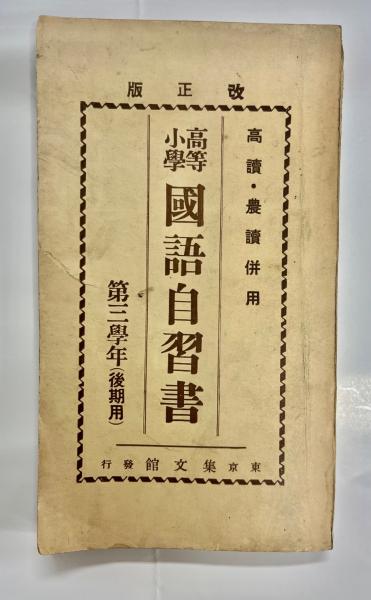 改正版
高讀・農讀併用
高等小學
國語自習書
第三學年（後期用）
東京集文館發行